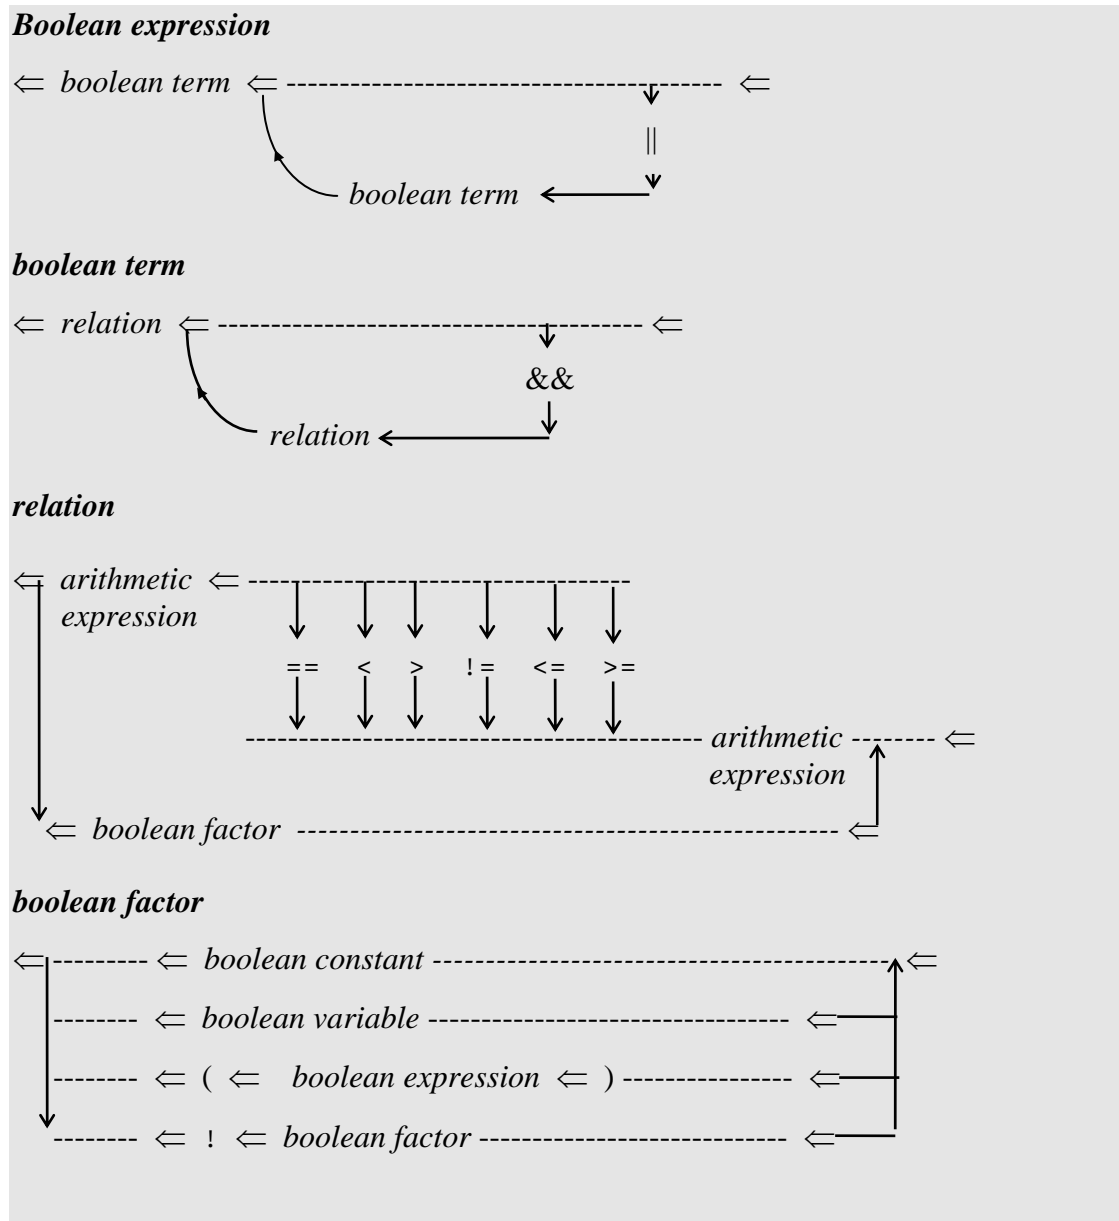 Boolean expression
⇐ boolean term ⇐ ------------------------------------------ ⇐
||
boolean term
boolean term
⇐ relation ⇐ ----------------------------------------- ⇐
&&
relation
relation
⇐ arithmetic ⇐ -------------------------------------
expression
== < > != <= >=
-------------------------------------------- arithmetic -------- ⇐
expression
⇐ boolean factor ---------------------------------------------------- ⇐
boolean factor
⇐ --------- ⇐ boolean constant -------------------------------------------- ⇐
-------- ⇐ boolean variable ----------------------------------- ⇐
-------- ⇐ ( ⇐ boolean expression ⇐ ) ---------------- ⇐
-------- ⇐ ! ⇐ boolean factor ------------------------------ ⇐